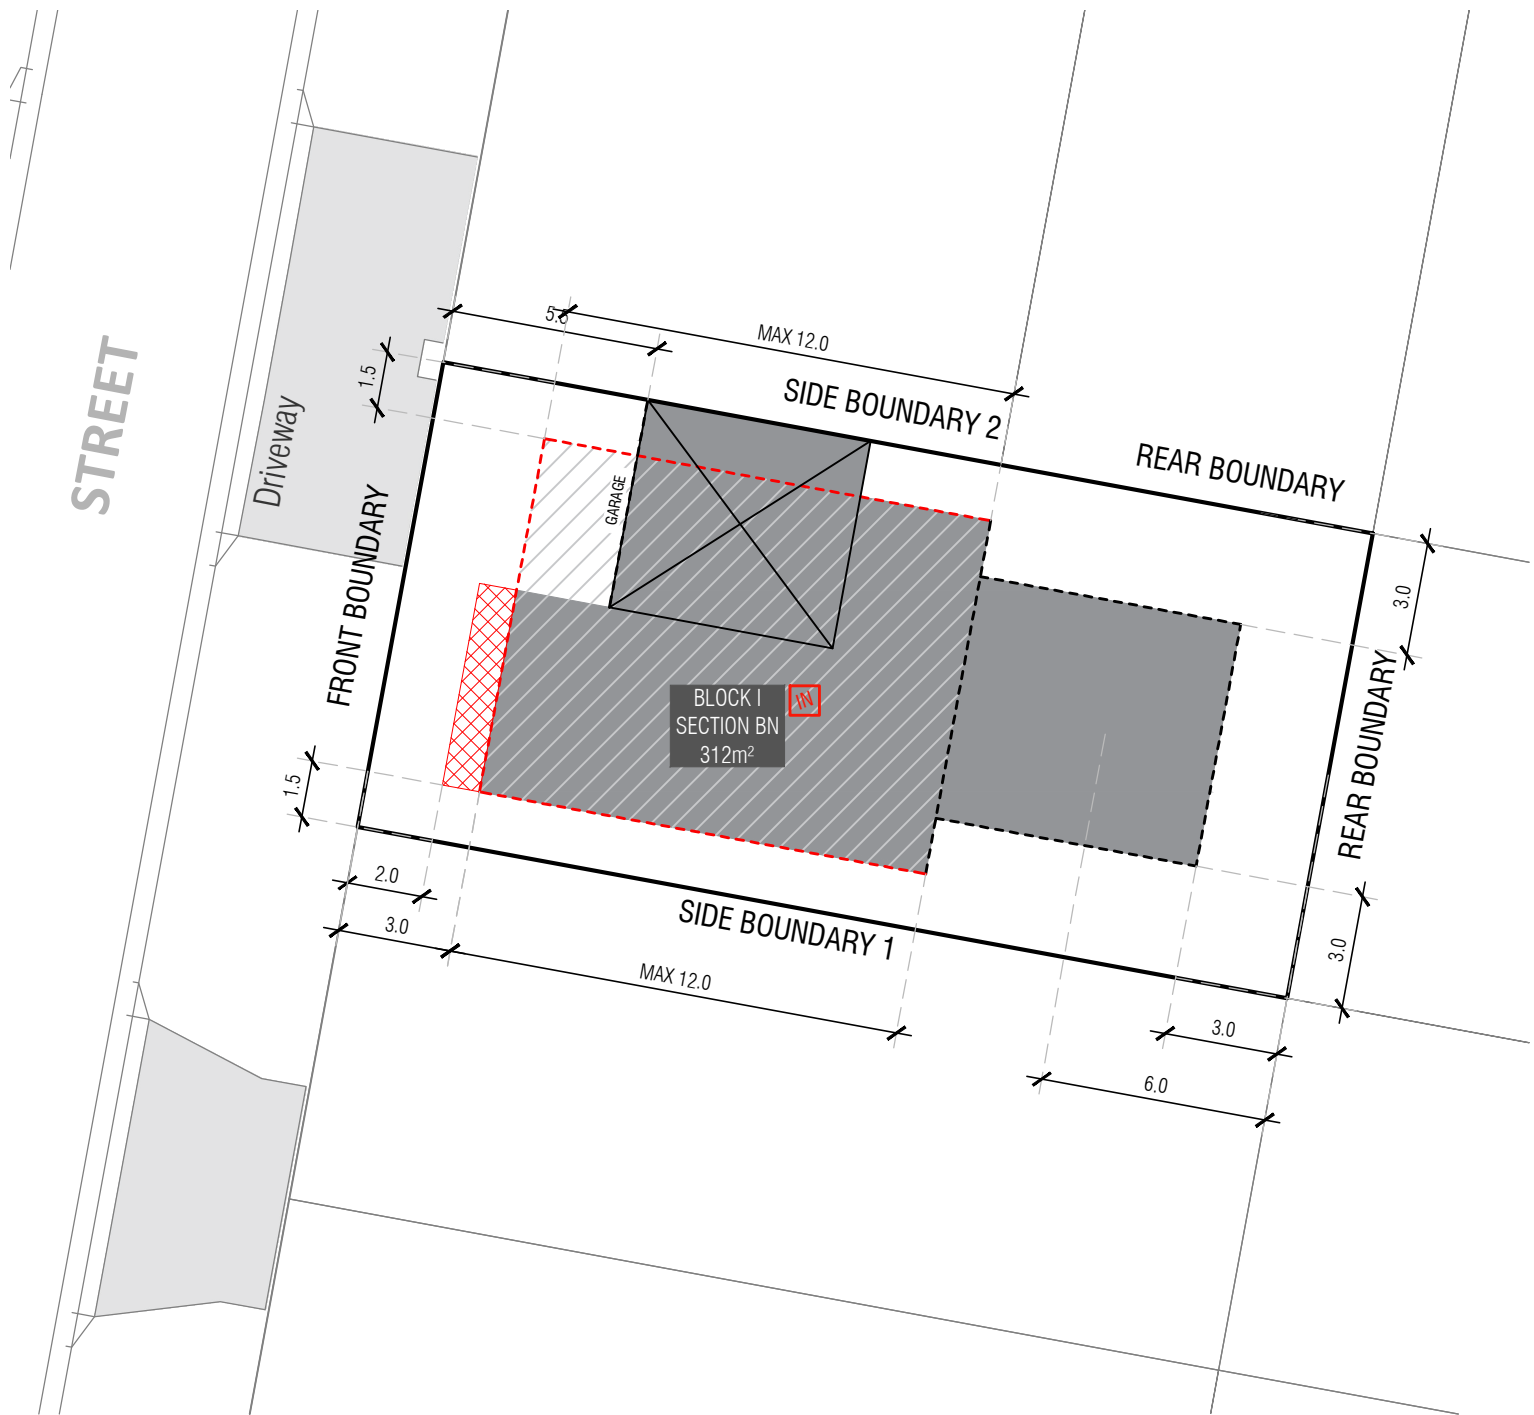 5.5
MAX 12.0
1.5
SIDE BOUNDARY 2
REAR BOUNDARY
STREET
Driveway
GARAGE
FRONT BOUNDARY
3.0
REAR BOUNDARY
BLOCK I
IN
SECTION BN
312m²
1.5
2.0
3.0
SIDE BOUNDARY 1
MAX 12.0
3.0
3.0
6.0